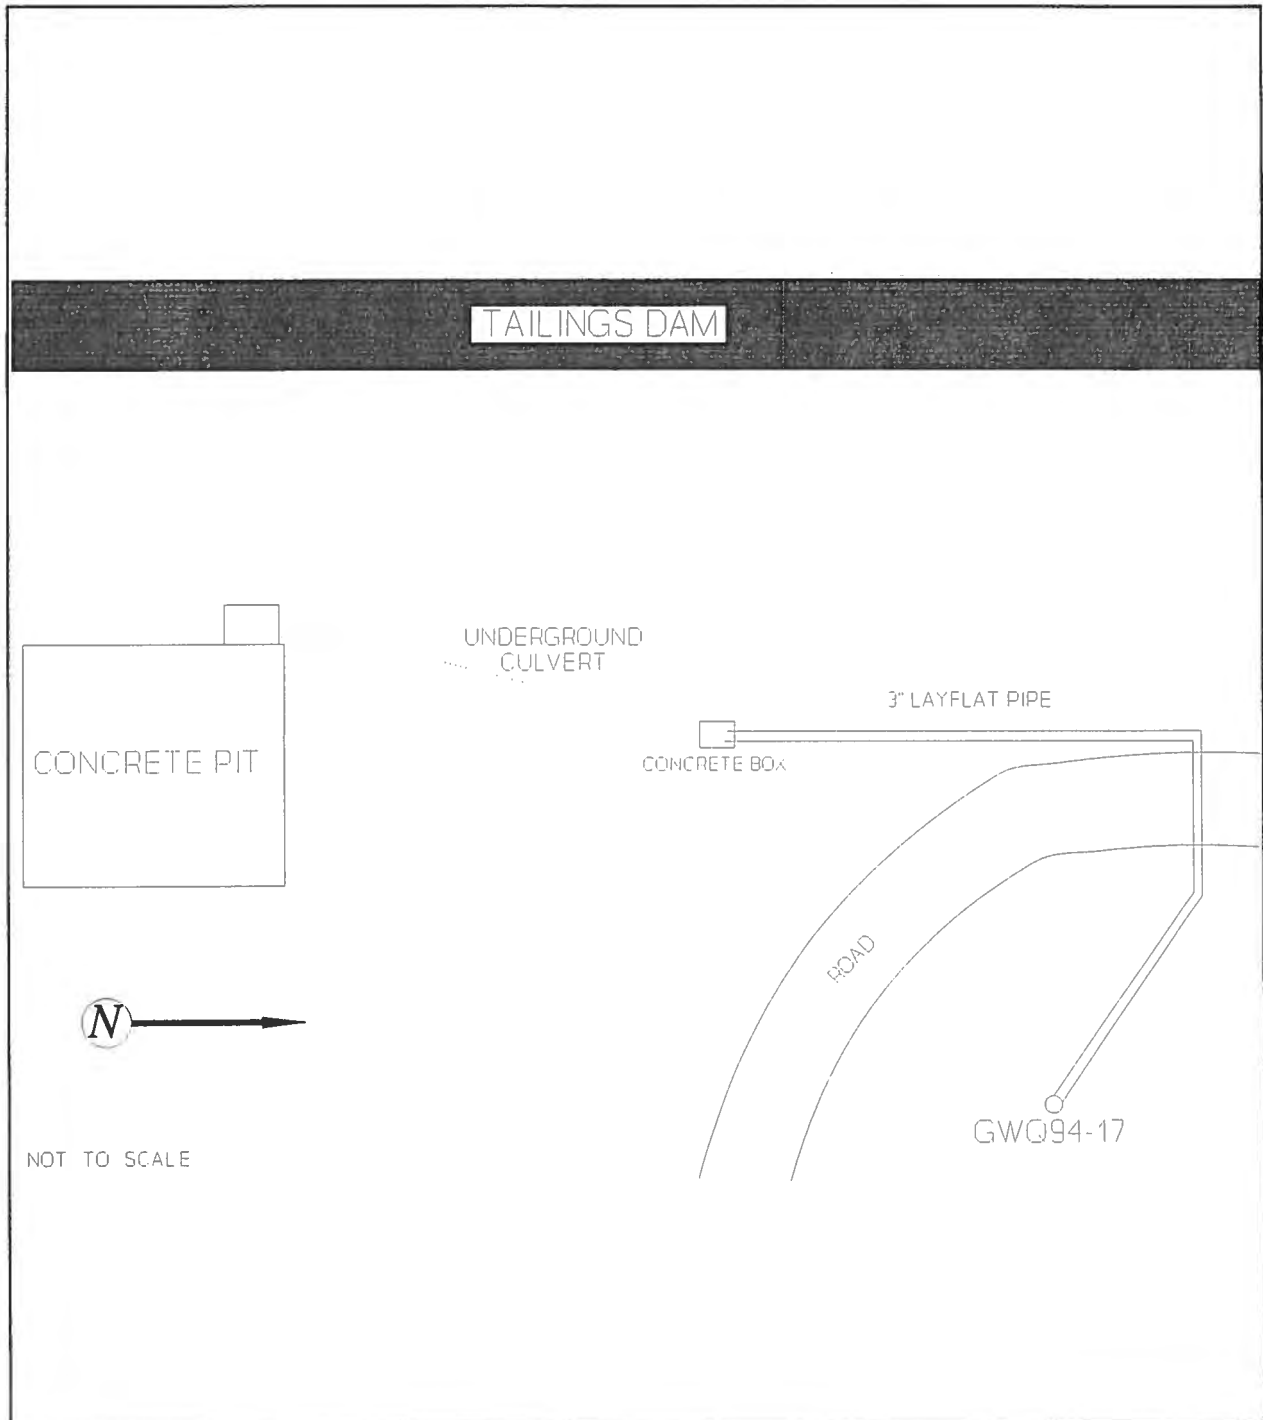 TAILINGS DAM
UNDERGROUND
CULVERT
3" LAYFLAT PIPE
CONCRETE PIT
CONCRETE BOX
ROAD
N
GWQ94-17
NOT TO SCALE